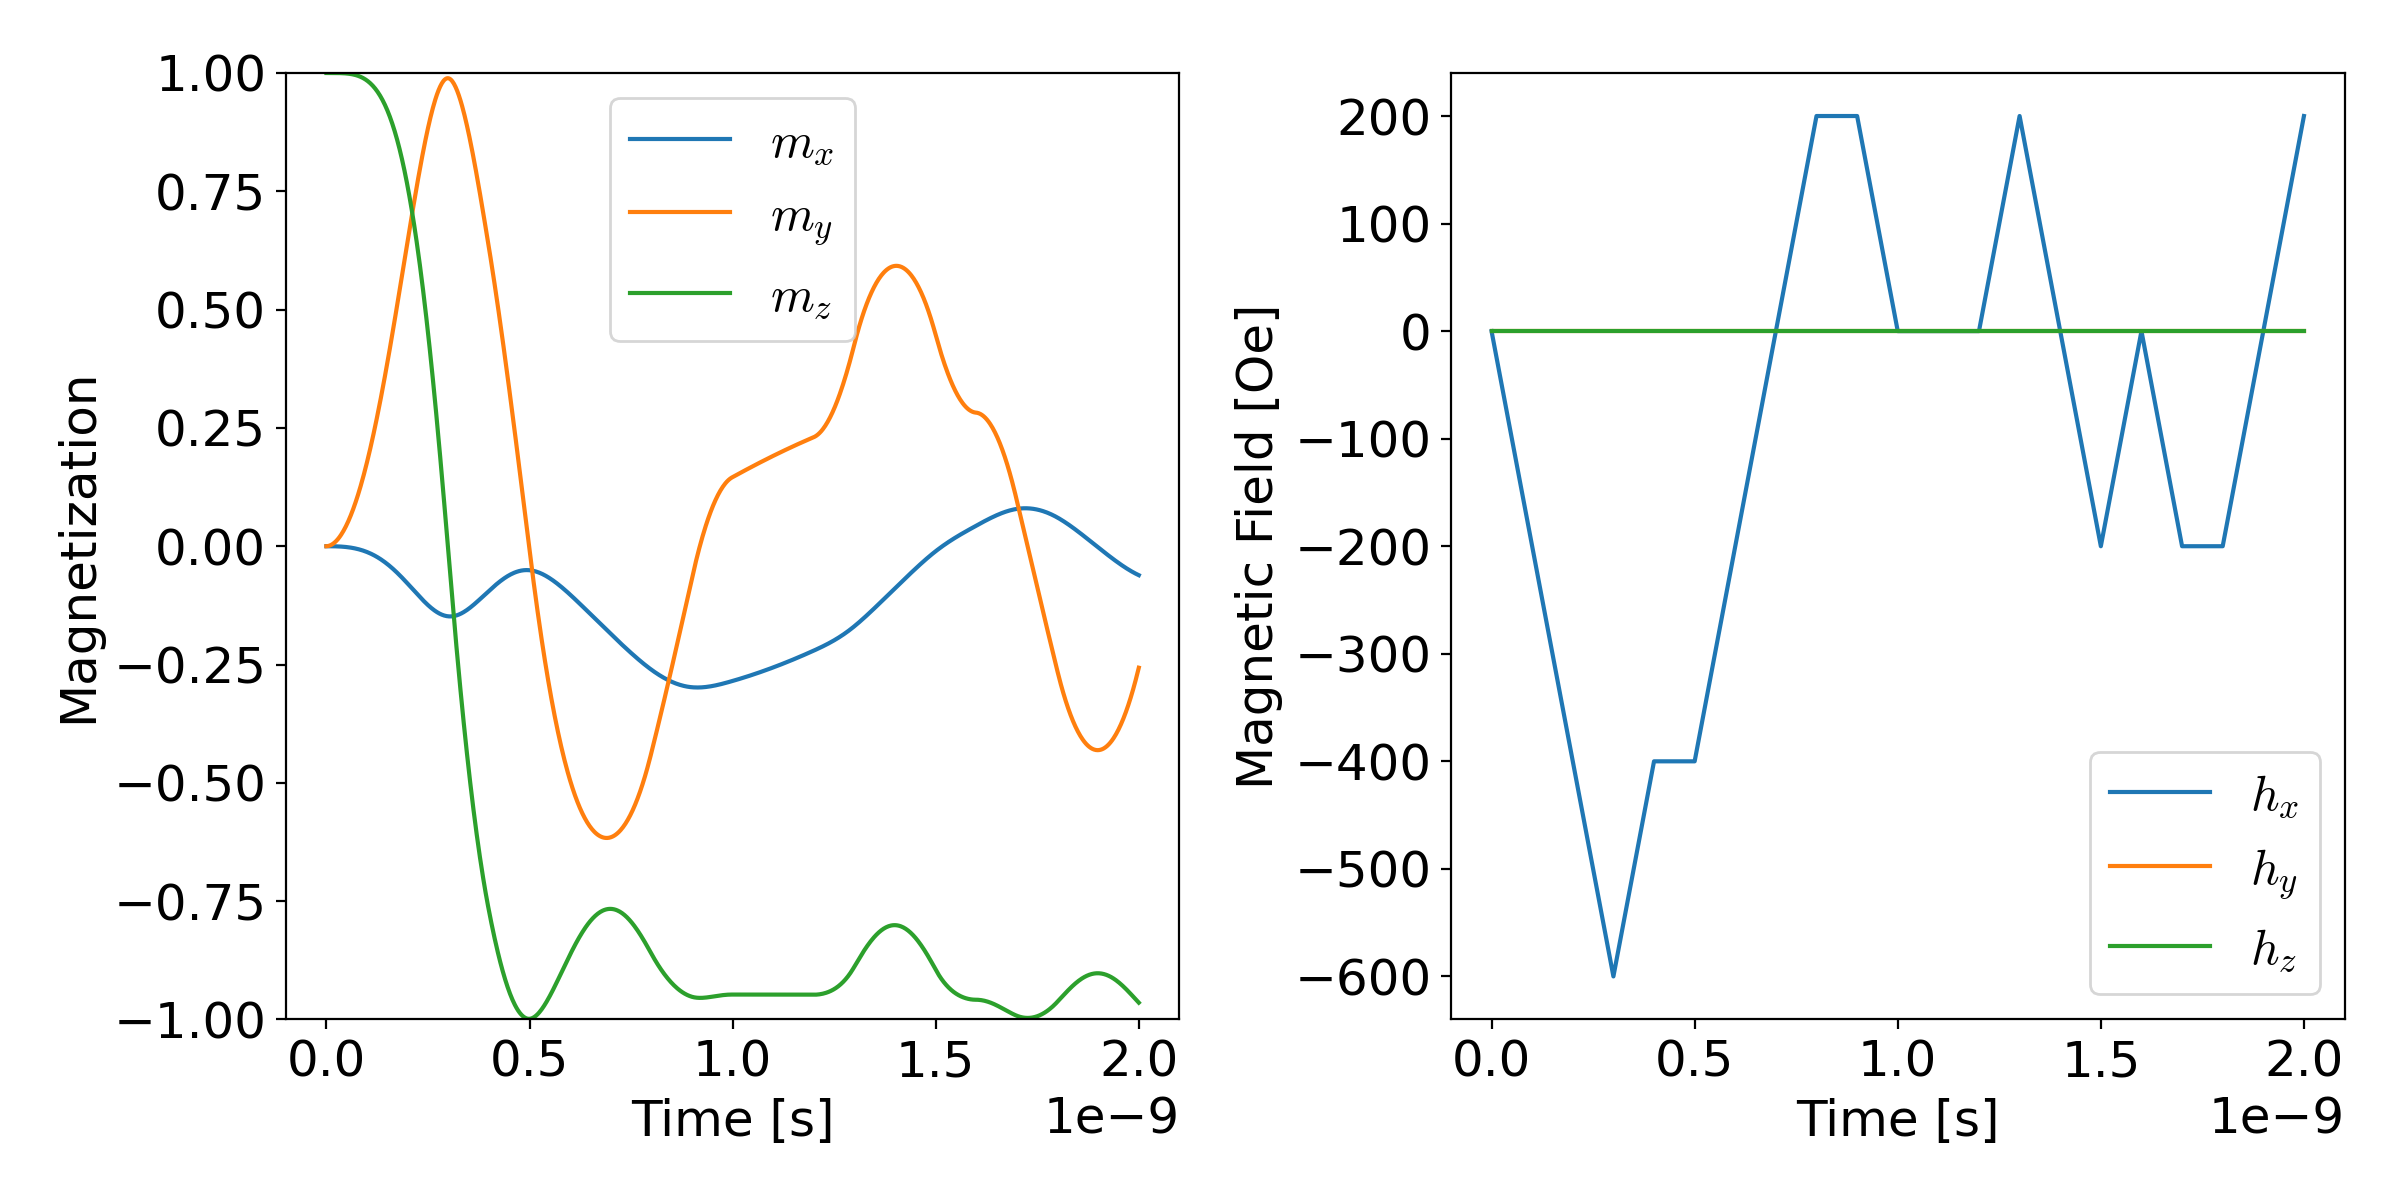 1.00
0.75
0.50
0.25
0.00
−0.25
−0.50
−0.75
−1.00
Magnetization
0.0 0.5 1.0 1.5 2.0
Time [s]
1e−9
m_x
m_y
m_z
200
100
0
−100
−200
−300
−400
−500
−600
Magnetic Field [Oe]
0.0 0.5 1.0 1.5 2.0
Time [s]
1e−9
h_x
h_y
h_z